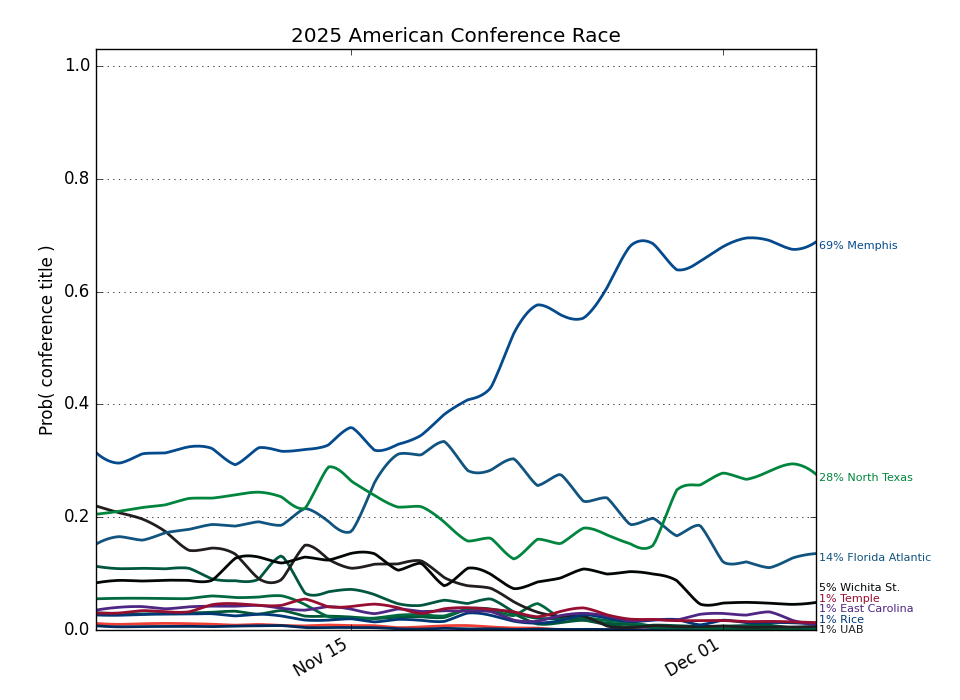 2025 American Conference Race
Prob( conference title )
1.0
0.8
0.6
0.4
0.2
0.0
Nov 15
Dec 01
69% Memphis
28% North Texas
14% Florida Atlantic
5% Wichita St.
1% Temple
1% East Carolina
1% Rice
1% UAB